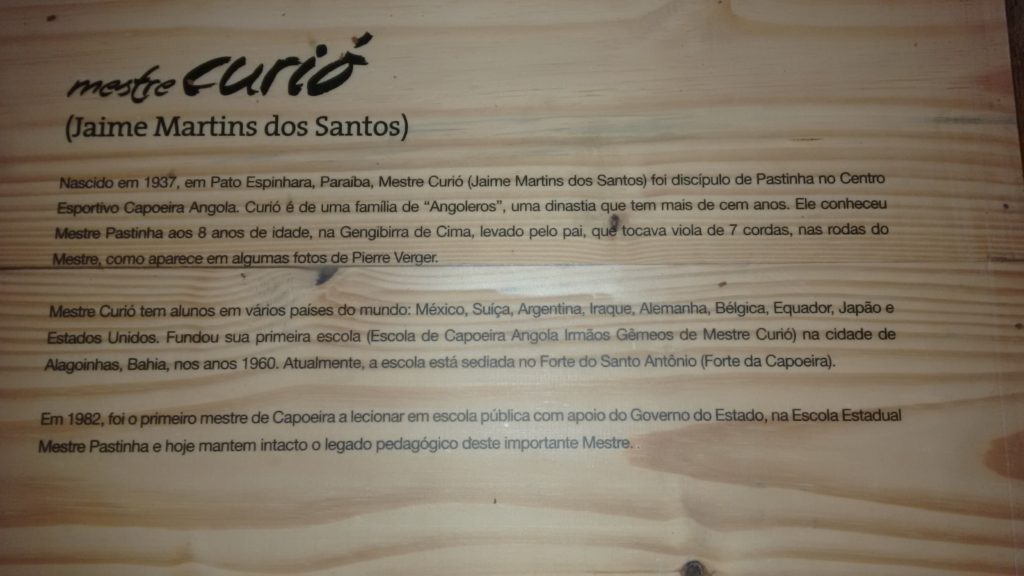 mestre curió
(Jaime Martins dos Santos)
Nascido em 1937, em Pato Espinhara, Paraíba, Mestre Curió (Jaime Martins dos Santos) foi discípulo de Pastinha no Centro
Esportivo Capoeira Angola. Curió é de uma família de “Angoleros”, uma dinastia que tem mais de cem anos. Ele conheceu
Mestre Pastinha aos 8 anos de idade, na Gengibirra de Cima, levado pelo pai, que tocava viola de 7 cordas, nas rodas do
Mestre, como aparece em algumas fotos de Pierre Verger.
Mestre Curió tem alunos em vários países do mundo: México, Suíça, Argentina, Iraque, Alemanha, Bélgica, Equador, Japão e
Estados Unidos. Fundou sua primeira escola (Escola de Capoeira Angola Irmãos Gêmeos de Mestre Curió) na cidade de
Alagoinhas, Bahia, nos anos 1960. Atualmente, a escola está sediada no Forte do Santo Antônio (Forte da Capoeira).
Em 1982, foi o primeiro mestre de Capoeira a lecionar em escola pública com apoio do Governo do Estado, na Escola Estadual
Mestre Pastinha e hoje mantem intacto o legado pedagógico deste importante Mestre.